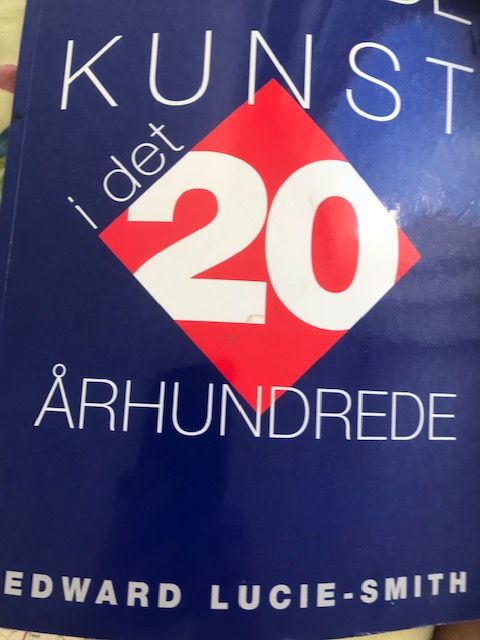 KUNST
i det
20
ÅRHUNDREDE
EDWARD LUCIE-SMITH